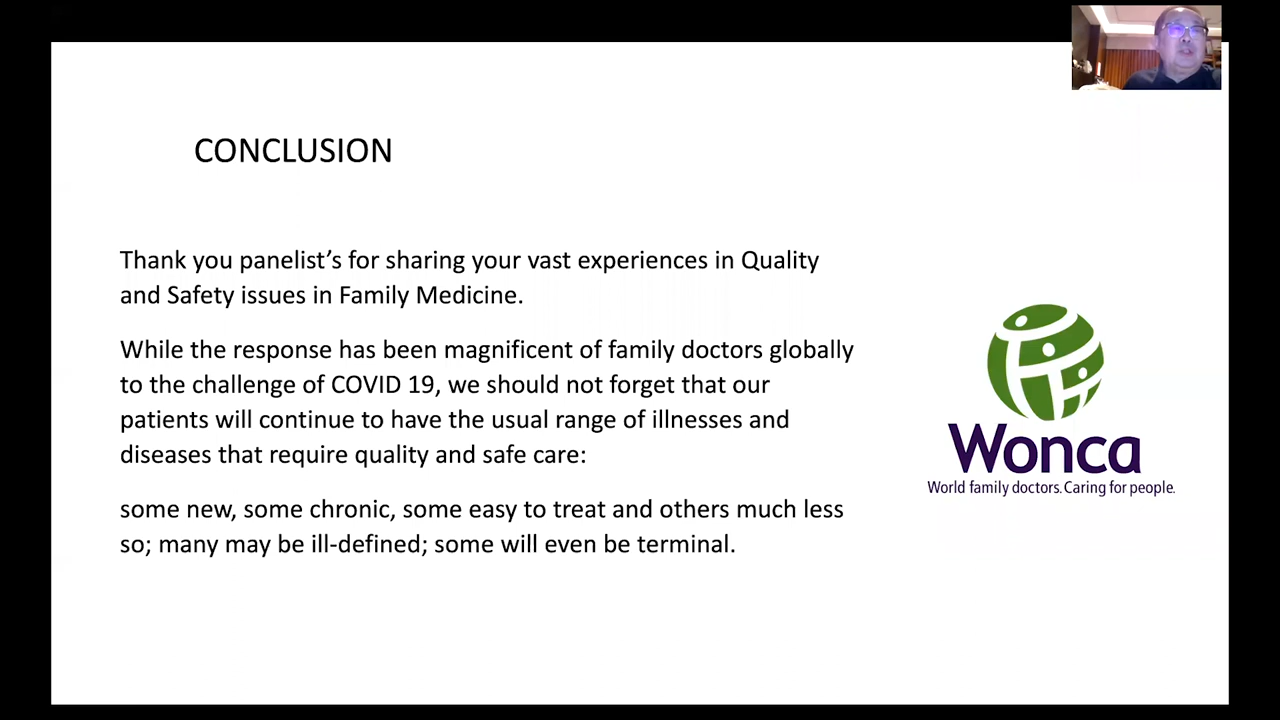 CONCLUSION
Thank you panelist’s for sharing your vast experiences in Quality
and Safety issues in Family Medicine.
While the response has been magnificent of family doctors globally
to the challenge of COVID 19, we should not forget that our
patients will continue to have the usual range of illnesses and
diseases that require quality and safe care:
some new, some chronic, some easy to treat and others much less
so; many may be ill-defined; some will even be terminal.
Wonca
World family doctors. Caring for people.